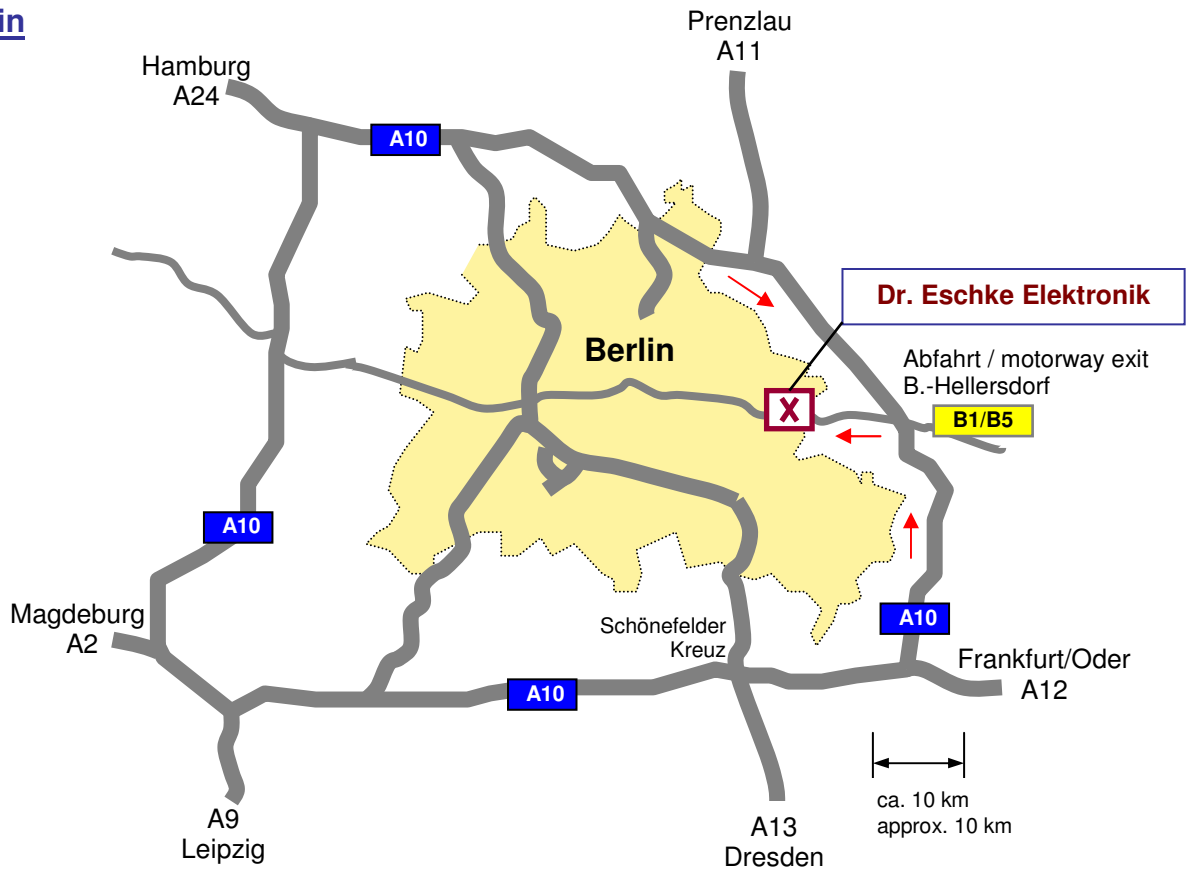 in
Prenzlau
A11
Hamburg
A24
A10
Dr. Eschke Elektronik
Berlin
Abfahrt / motorway exit
B.-Hellersdorf
X
B1/B5
A10
Magdeburg
A2
Schönefelder
Kreuz
A10
Frankfurt/Oder
A12
A10
ca. 10 km
approx. 10 km
A9
Leipzig
A13
Dresden